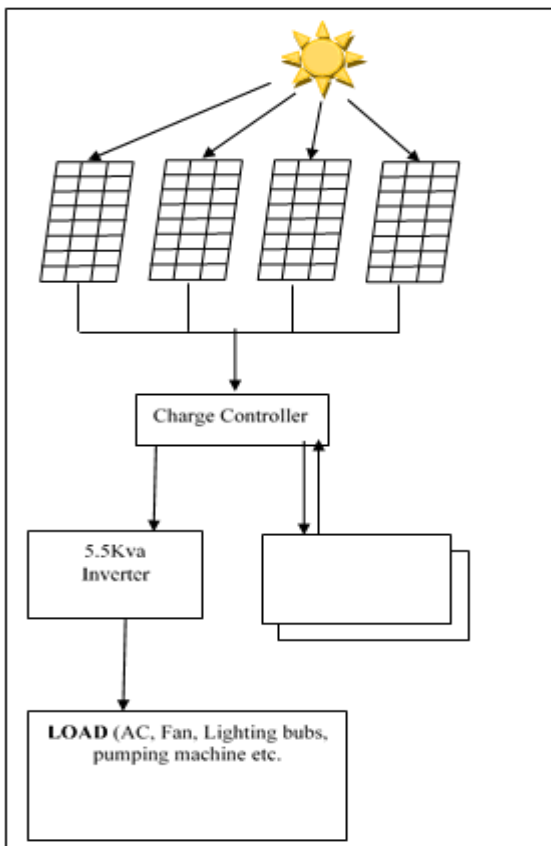 Charge Controller
5.5Kva
Inverter
LOAD (AC, Fan, Lighting bubs,
pumping machine etc.